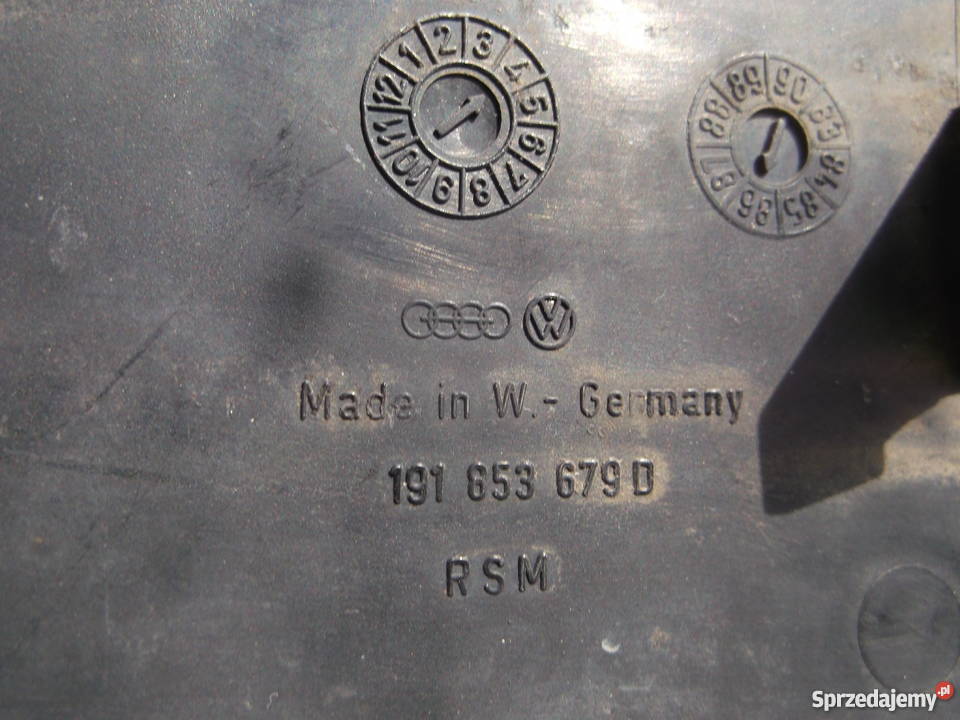 1 2 3 4 5 6 7 8 9 10 11 12
83 84 85 86 87 88 89 90
VW
Made in W.- Germany
191 853 679 D
RSM
Sprzedajemy.pl